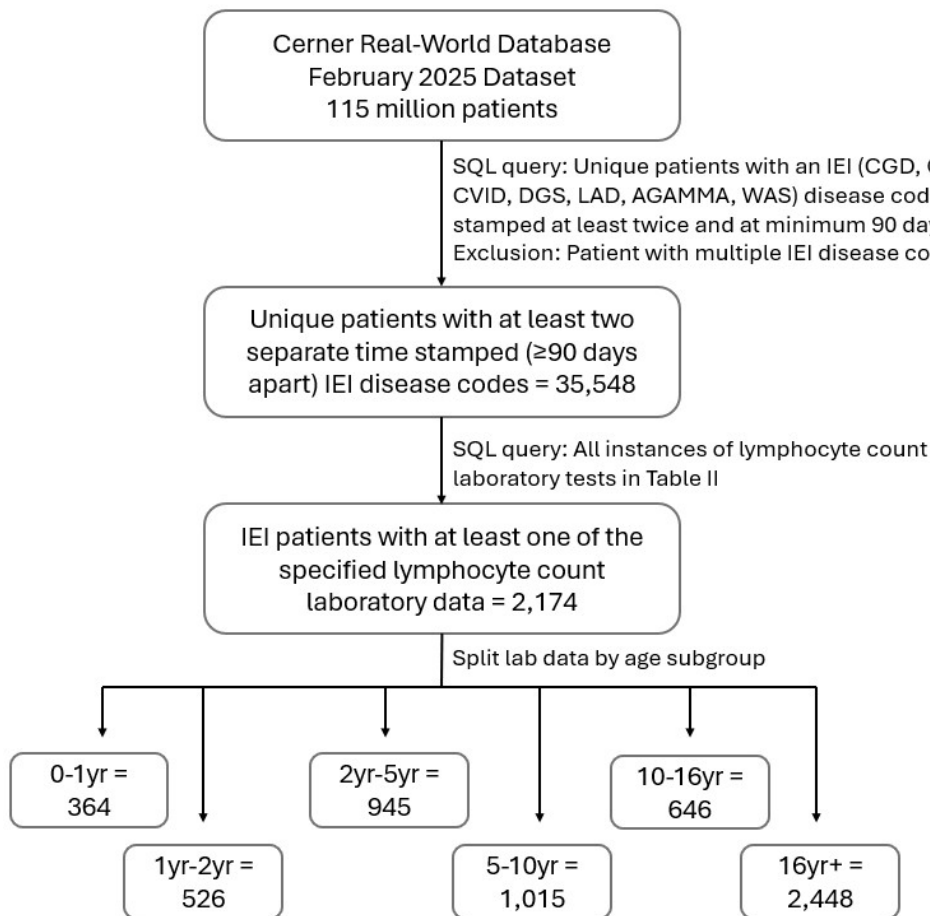 Cerner Real-World Database
February 2025 Dataset
115 million patients
SQL query: Unique patients with an IEI (CGD,
CVID, DGS, LAD, AGAMMA, WAS) disease
stamped at least twice and at minimum 90
Exclusion: Patient with multiple IEI disease
Unique patients with at least two
separate time stamped (≥90 days
apart) IEI disease codes = 35,548
SQL query: All instances of lymphocyte count
laboratory tests in Table II
IEI patients with at least one of the
specified lymphocyte count
laboratory data = 2,174
Split lab data by age subgroup
0-1yr =
364
1yr-2yr =
526
2yr-5yr =
945
5-10yr =
1,015
10-16yr =
646
16yr+ =
2,448